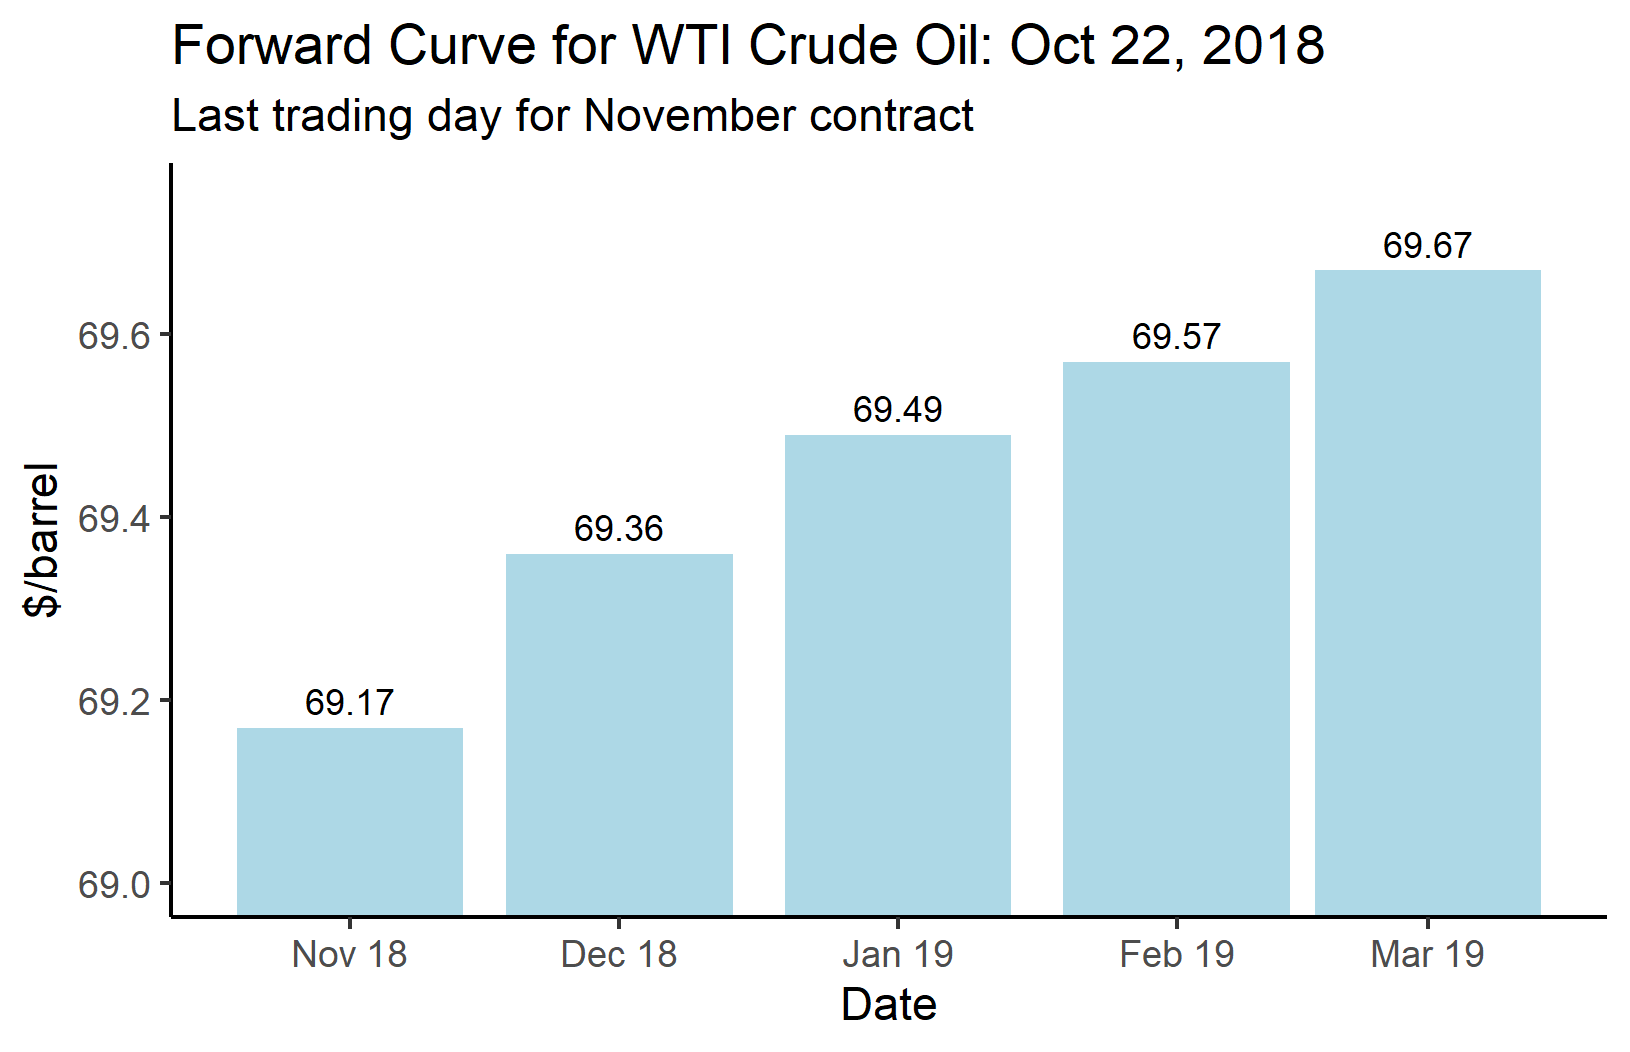 Forward Curve for WTI Crude Oil: Oct 22, 2018
Last trading day for November contract
$/barrel
69.6
69.4
69.2
69.0
69.17
69.36
69.49
69.57
69.67
Nov 18
Dec 18
Jan 19
Feb 19
Mar 19
Date